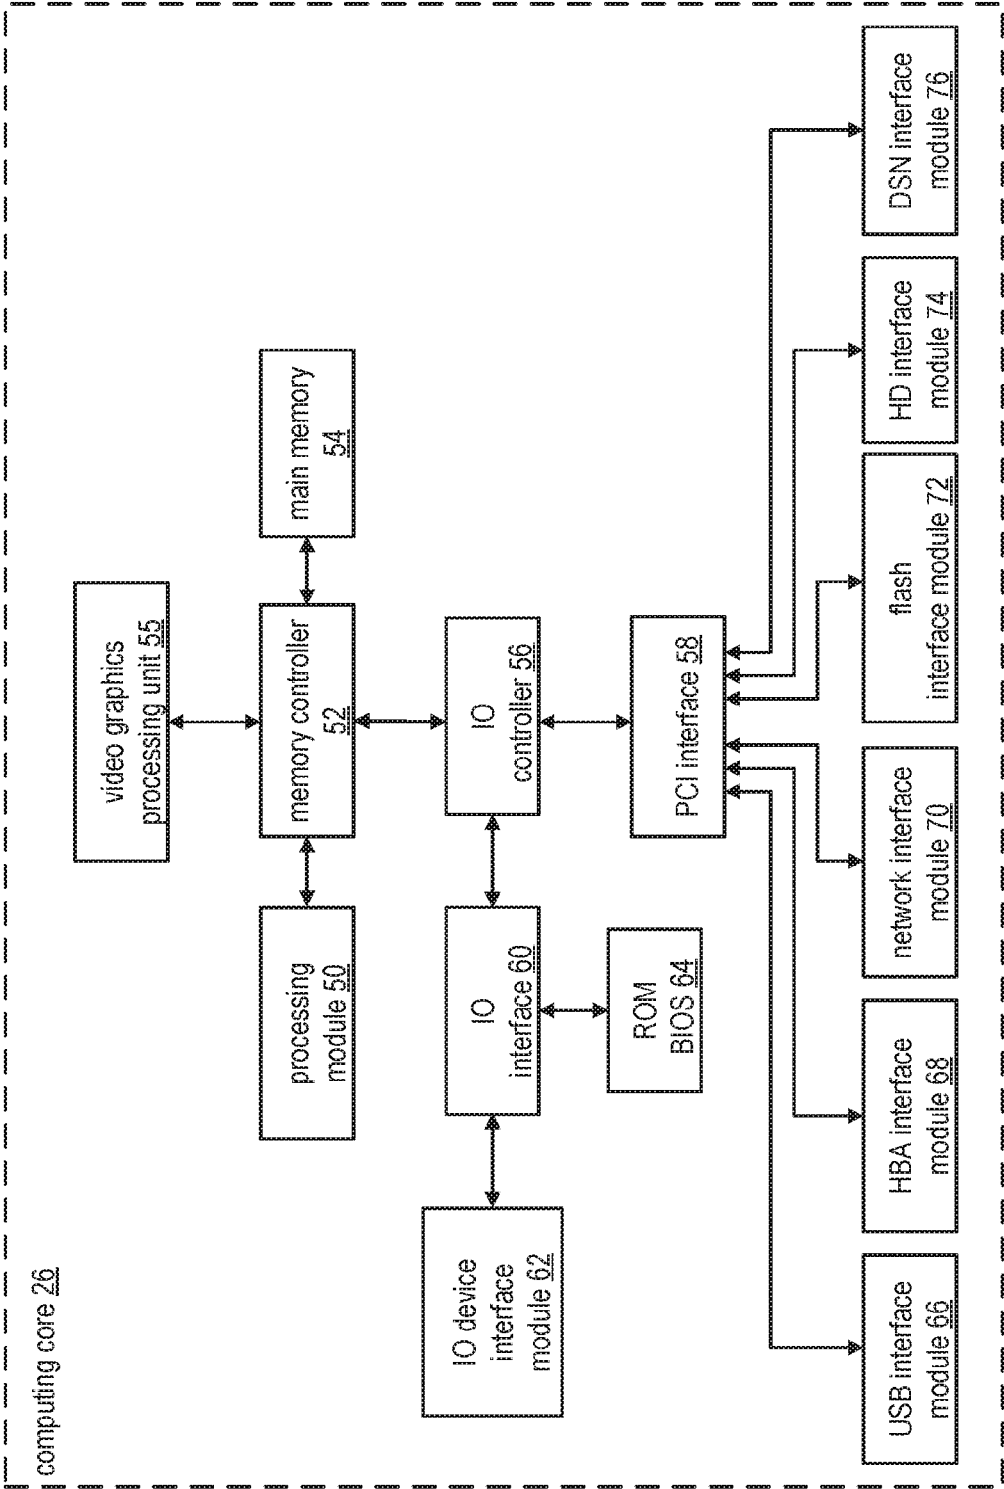 computing core 26
video graphics
processing unit 55
processing
module 50
memory controller
52
main memory
54
IO device
interface
module 62
IO
interface 60
IO
controller 56
ROM
BIOS 64
PCI interface 58
USB interface
module 66
HBA interface
module 68
network interface
module 70
flash
interface module 72
HD interface
module 74
DSN interface
module 76